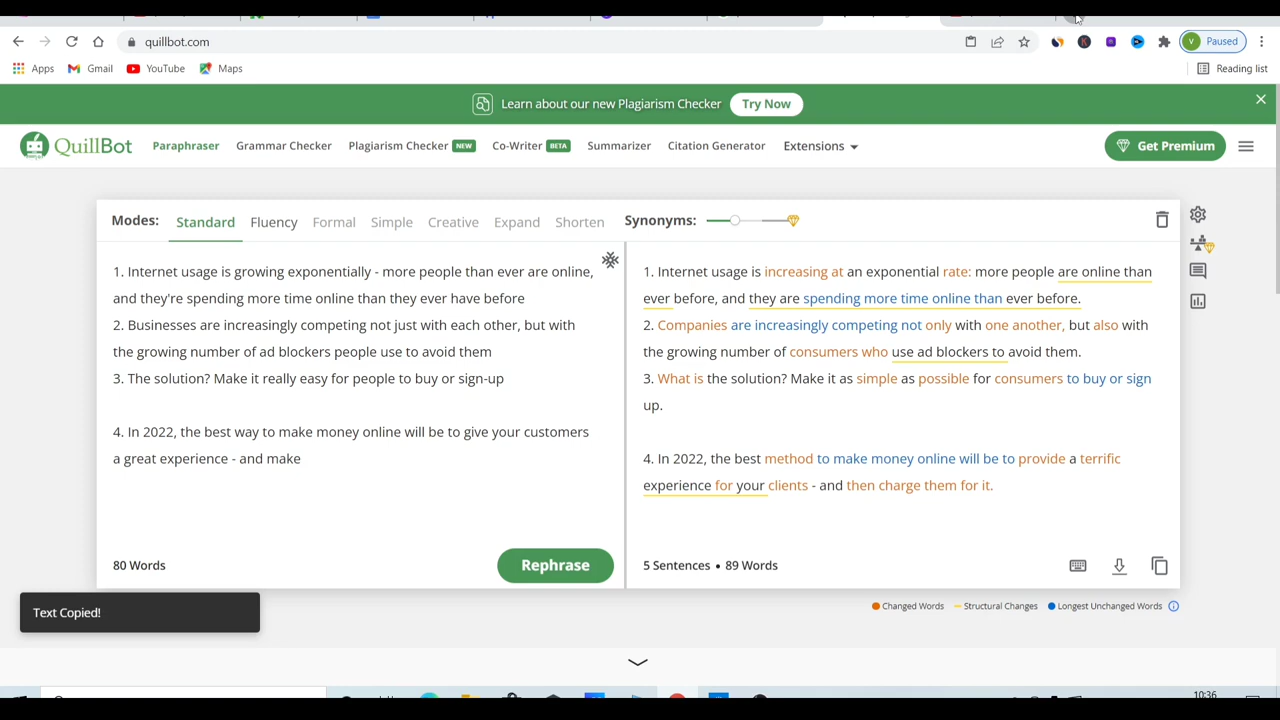 quillbot.com
V Paused
Apps Gmail YouTube Maps Reading list
Learn about our new Plagiarism Checker Try Now
QuillBot Paraphraser Grammar Checker Plagiarism Checker NEW Co-Writer BETA Summarizer Citation Generator Extensions Get Premium
Modes: Standard Fluency Formal Simple Creative Expand Shorten Synonyms:
1. Internet usage is growing exponentially - more people than ever are online,
and they're spending more time online than they ever have before
2. Businesses are increasingly competing not just with each other, but with
the growing number of ad blockers people use to avoid them
3. The solution? Make it really easy for people to buy or sign-up
4. In 2022, the best way to make money online will be to give your customers
a great experience - and make
80 Words
Rephrase
1. Internet usage is increasing at an exponential rate: more people are online than
ever before, and they are spending more time online than ever before.
2. Companies are increasingly competing not only with one another, but also with
the growing number of consumers who use ad blockers to avoid them.
3. What is the solution? Make it as simple as possible for consumers to buy or sign
up.
4. In 2022, the best method to make money online will be to provide a terrific
experience for your clients - and then charge them for it.
5 Sentences • 89 Words
Text Copied!
Changed Words Structural Changes Longest Unchanged Words
10:36